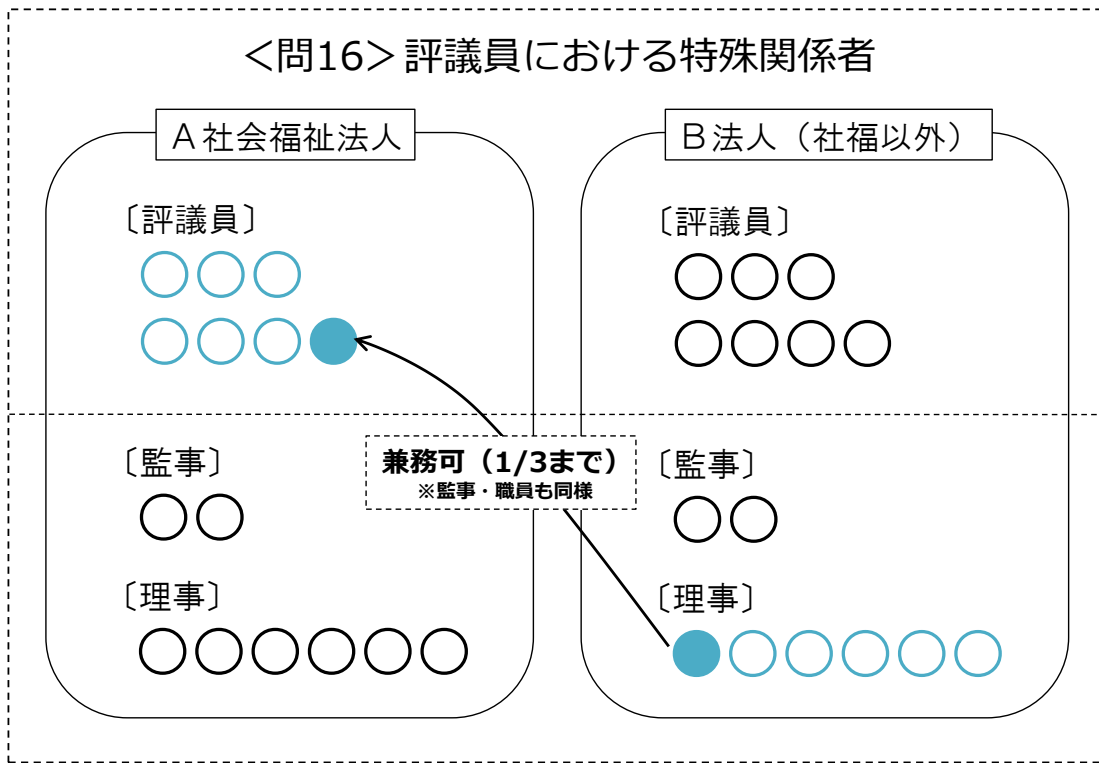 ＜問16＞評議員における特殊関係者
Ａ社会福祉法人
Ｂ法人（社福以外）
〔評議員〕
〔評議員〕
兼務可（1/3まで）
※監事・職員も同様
〔監事〕
〔監事〕
〔理事〕
〔理事〕